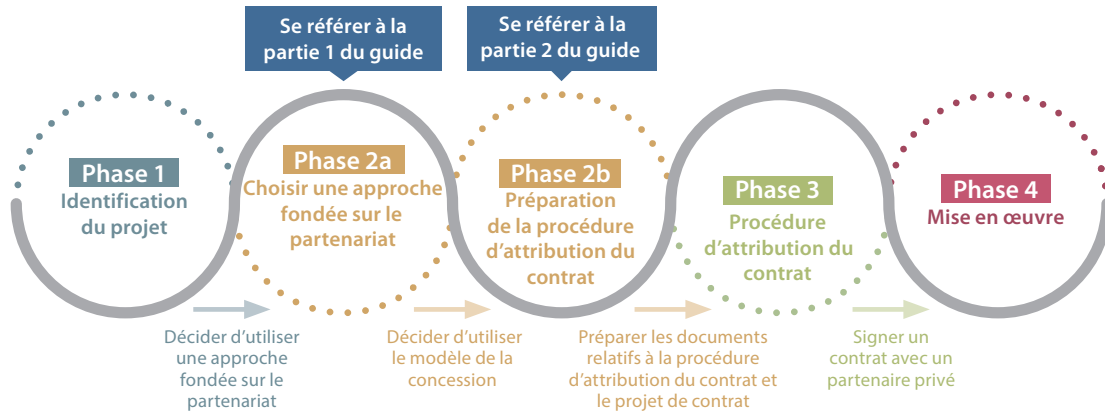 Se référer à la
partie 1 du guide
Se référer à la
partie 2 du guide
Phase 1
Identification
du projet
Phase 2a
Choisir une approche
fondée sur le
partenariat
Phase 2b
Préparation
de la procédure
d'attribution du
contrat
Phase 3
Procédure
d'attribution du
contrat
Phase 4
Mise en œuvre
Décider d'utiliser
une approche
fondée sur le
partenariat
Décider d'utiliser
le modèle de la
concession
Préparer les documents
relatifs à la procédure
d'attribution du contrat et
le projet de contrat
Signer un
contrat avec un
partenaire privé